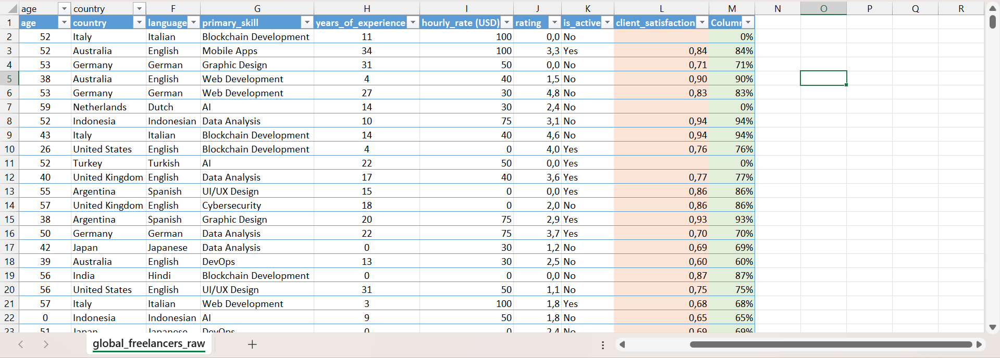 age country F G H I J K L M N O P Q R
1 age country language primary_skill years_of_experience hourly_rate (USD) rating is_active client_satisfaction Colum
2 52 Italy Italian Blockchain Development 11 100 0,0 No 0%
3 52 Australia English Mobile Apps 34 100 3,3 Yes 0,84 84%
4 53 Germany German Graphic Design 31 50 0,0 No 0,71 71%
5 38 Australia English Web Development 4 40 1,5 No 0,90 90%
6 53 Germany German Web Development 27 30 4,8 No 0,83 83%
7 59 Netherlands Dutch AI 14 30 2,4 No 0%
8 52 Indonesia Indonesian Data Analysis 10 75 3,1 No 0,94 94%
9 43 Italy Italian Blockchain Development 14 40 4,6 No 0,94 94%
10 26 United States English Blockchain Development 4 0 4,0 Yes 0,76 76%
11 52 Turkey Turkish AI 22 50 0,0 Yes 0%
12 40 United Kingdom English Data Analysis 17 40 3,6 Yes 0,77 77%
13 55 Argentina Spanish UI/UX Design 15 0 0,0 Yes 0,86 86%
14 57 United Kingdom English Cybersecurity 18 0 2,0 No 0,86 86%
15 38 Argentina Spanish Graphic Design 20 75 2,9 Yes 0,93 93%
16 50 Germany German Data Analysis 22 75 3,7 Yes 0,70 70%
17 42 Japan Japanese Data Analysis 0 30 1,2 No 0,69 69%
18 39 Australia English DevOps 13 30 2,5 No 0,60 60%
19 56 India Hindi Blockchain Development 0 0 0,0 No 0,87 87%
20 56 United States English UI/UX Design 31 50 1,1 No 0,75 75%
21 57 Italy Italian Web Development 3 100 1,8 Yes 0,68 68%
22 0 Indonesia Indonesian AI 9 50 1,8 No 0,65 65%
23 51 Japan Japanese DevOps 0 0 2,4 No 0,69 69%
global_freelancers_raw